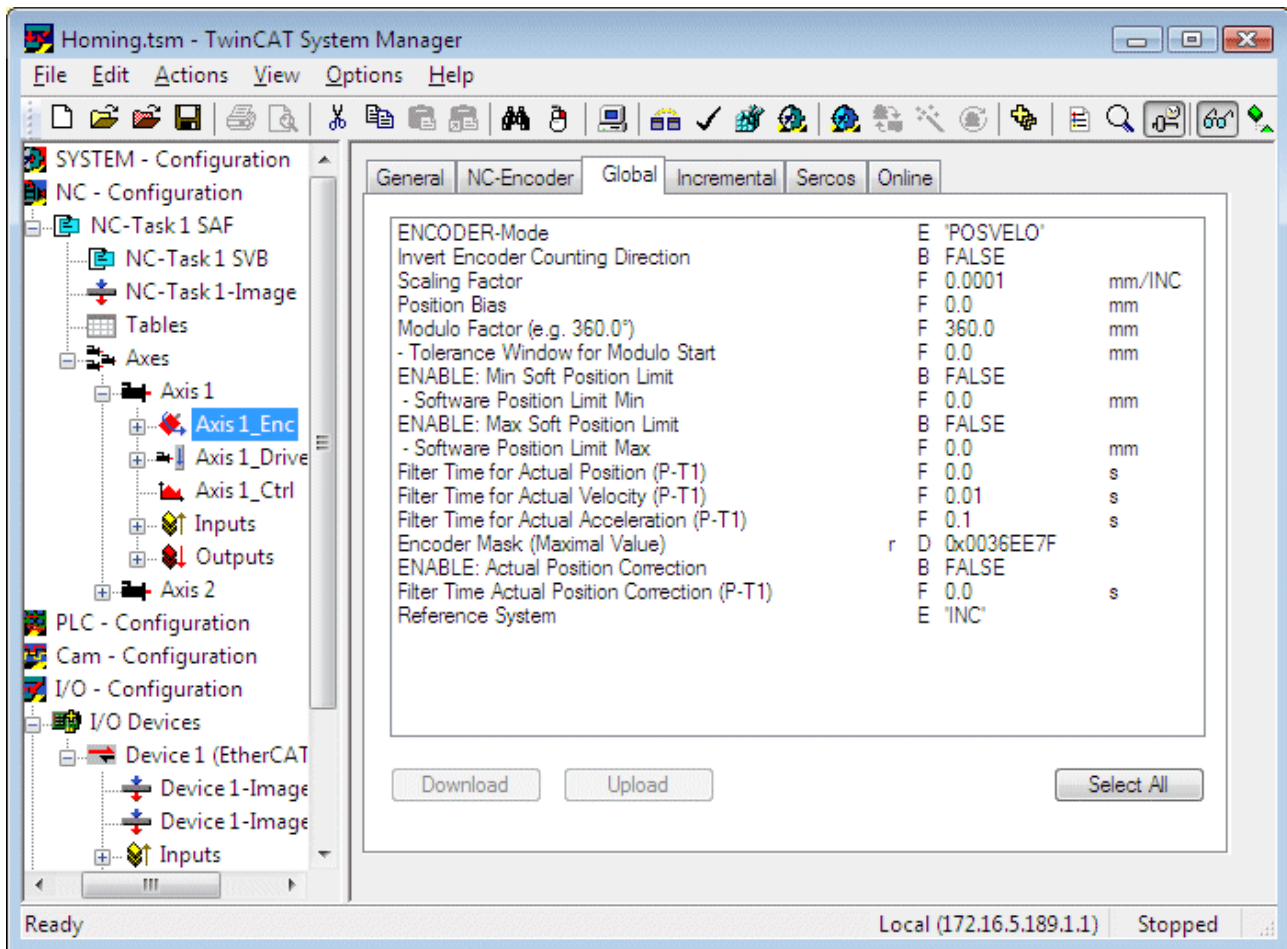 Homing.tsm - TwinCAT System Manager
File Edit Actions View Options Help
SYSTEM - Configuration
NC - Configuration
NC-Task 1 SAF
NC-Task 1 SVB
NC-Task 1-Image
Tables
Axes
Axis 1
Axis 1_Enc
Axis 1_Drive
Axis 1_Ctrl
Inputs
Outputs
Axis 2
PLC - Configuration
Cam - Configuration
I/O - Configuration
I/O Devices
Device 1 (EtherCAT
Device 1-Image
Device 1-Image
Inputs
General NC-Encoder Global Incremental Sercos Online
ENCODER-Mode E 'POSVELO'
Invert Encoder Counting Direction B FALSE
Scaling Factor F 0.0001 mm/INC
Position Bias F 0.0 mm
Modulo Factor (e.g. 360.0°) F 360.0 mm
- Tolerance Window for Modulo Start F 0.0 mm
ENABLE: Min Soft Position Limit B FALSE
- Software Position Limit Min F 0.0 mm
ENABLE: Max Soft Position Limit B FALSE
- Software Position Limit Max F 0.0 mm
Filter Time for Actual Position (P-T1) F 0.0 s
Filter Time for Actual Velocity (P-T1) F 0.01 s
Filter Time for Actual Acceleration (P-T1) F 0.1 s
Encoder Mask (Maximal Value) r D 0x0036EE7F
ENABLE: Actual Position Correction B FALSE
Filter Time Actual Position Correction (P-T1) F 0.0 s
Reference System E 'INC'
Download Upload Select All
Ready Local (172.16.5.189.1.1) Stopped